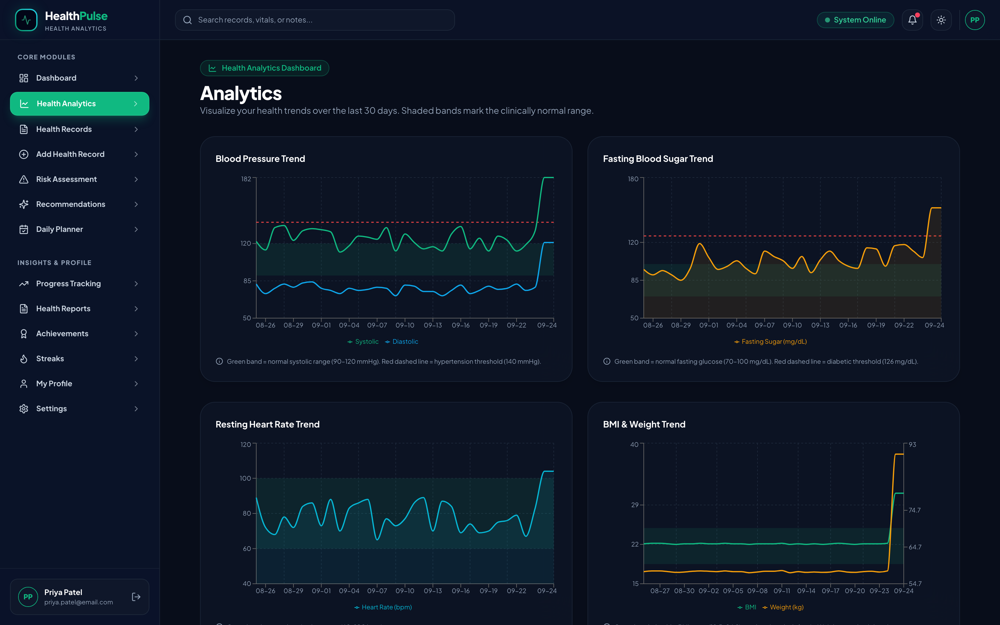 HealthPulse
HEALTH ANALYTICS
Search records, vitals, or notes...
System Online
PP
CORE MODULES
Dashboard
Health Analytics
Health Records
Add Health Record
Risk Assessment
Recommendations
Daily Planner
INSIGHTS & PROFILE
Progress Tracking
Health Reports
Achievements
Streaks
My Profile
Settings
PP
Priya Patel
priya.patel@email.com
Health Analytics Dashboard
Analytics
Visualize your health trends over the last 30 days. Shaded bands mark the clinically normal range.
Blood Pressure Trend
182
120
85
50
08-26 08-29 09-01 09-04 09-07 09-10 09-13 09-16 09-19 09-22 09-24
Systolic Diastolic
Green band = normal systolic range (90–120 mmHg). Red dashed line = hypertension threshold (140 mmHg).
Fasting Blood Sugar Trend
180
120
85
50
08-26 08-29 09-01 09-04 09-07 09-10 09-13 09-16 09-19 09-22 09-24
Fasting Sugar (mg/dL)
Green band = normal fasting glucose (70–100 mg/dL). Red dashed line = diabetic threshold (126 mg/dL).
Resting Heart Rate Trend
120
100
80
60
40
08-26 08-29 09-01 09-04 09-07 09-10 09-13 09-16 09-19 09-22 09-24
Heart Rate (bpm)
BMI & Weight Trend
40
29
22
15
93
74.7
64.7
54.7
08-27 08-30 09-02 09-05 09-08 09-11 09-14 09-17 09-20 09-23 09-24
BMI Weight (kg)